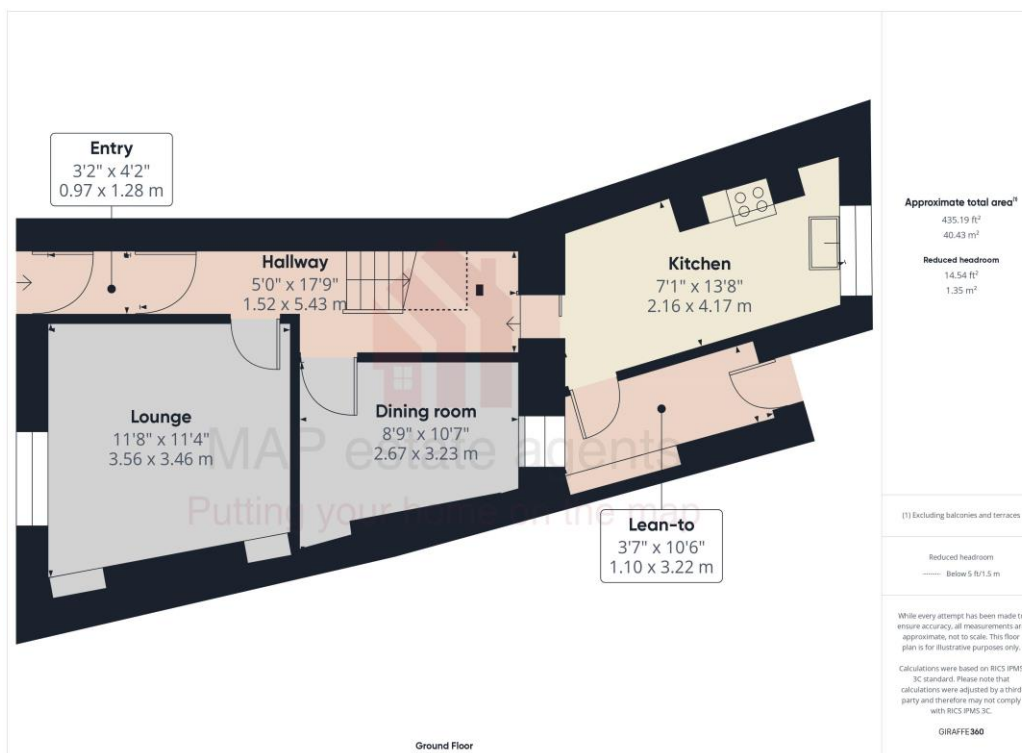 Entry
3'2" x 4'2"
0.97 x 1.28 m
Hallway
5'0" x 17'9"
1.52 x 5.43 m
Kitchen
7'1" x 13'8"
2.16 x 4.17 m
Lounge
11'8" x 11'4"
3.56 x 3.46 m
Dining room
8'9" x 10'7"
2.67 x 3.23 m
MAP estate agents
Putting your home on the map
Lean-to
3'7" x 10'6"
1.10 x 3.22 m
Ground Floor
Approximate total area(1)
435.19 ft²
40.43 m²
Reduced headroom
14.54 ft²
1.35 m²
(1) Excluding balconies and terraces
Reduced headroom
Below 5 ft/1.5 m
While every attempt has been made to
ensure accuracy, all measurements are
approximate, not to scale. This floor
plan is for illustrative purposes only.
Calculations were based on RICS IPMS
3C standard. Please note that
calculations were adjusted by a third
party and therefore may not comply
with RICS IPMS 3C.
GIRAFFE360